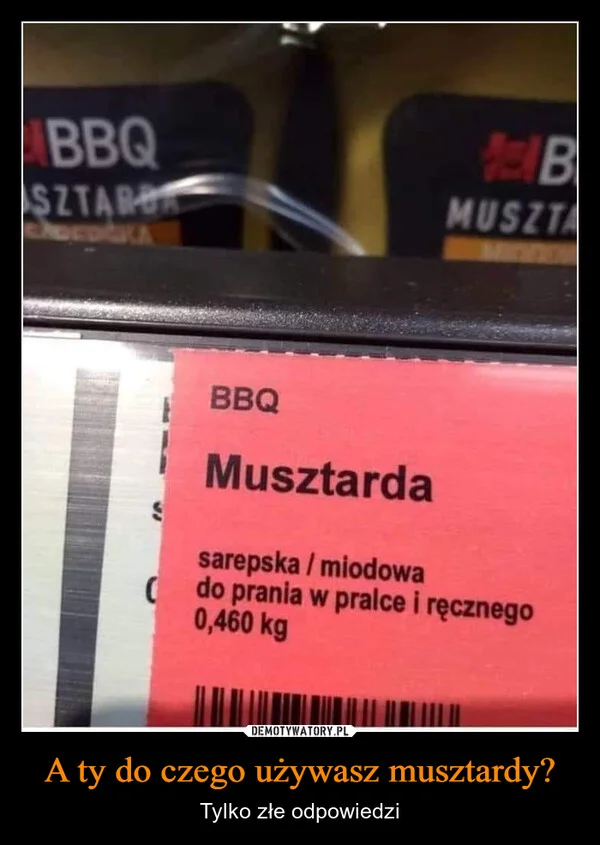 BBQ
MUSZTA
BBQ
Musztarda
sarepska / miodowa
do prania w pralce i ręcznego
0,460 kg
DEMOTYWATORY.PL
A ty do czego używasz musztardy?
Tylko złe odpowiedzi